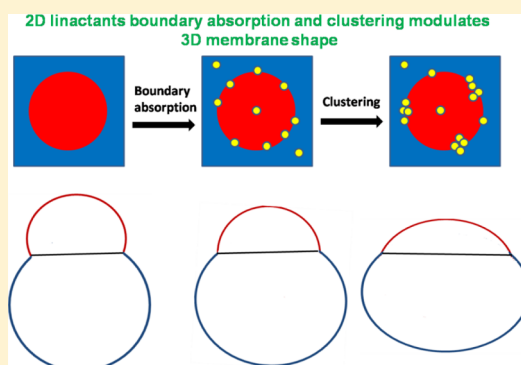 2D linactants boundary absorption and clustering modulates
3D membrane shape
Boundary
absorption
Clustering